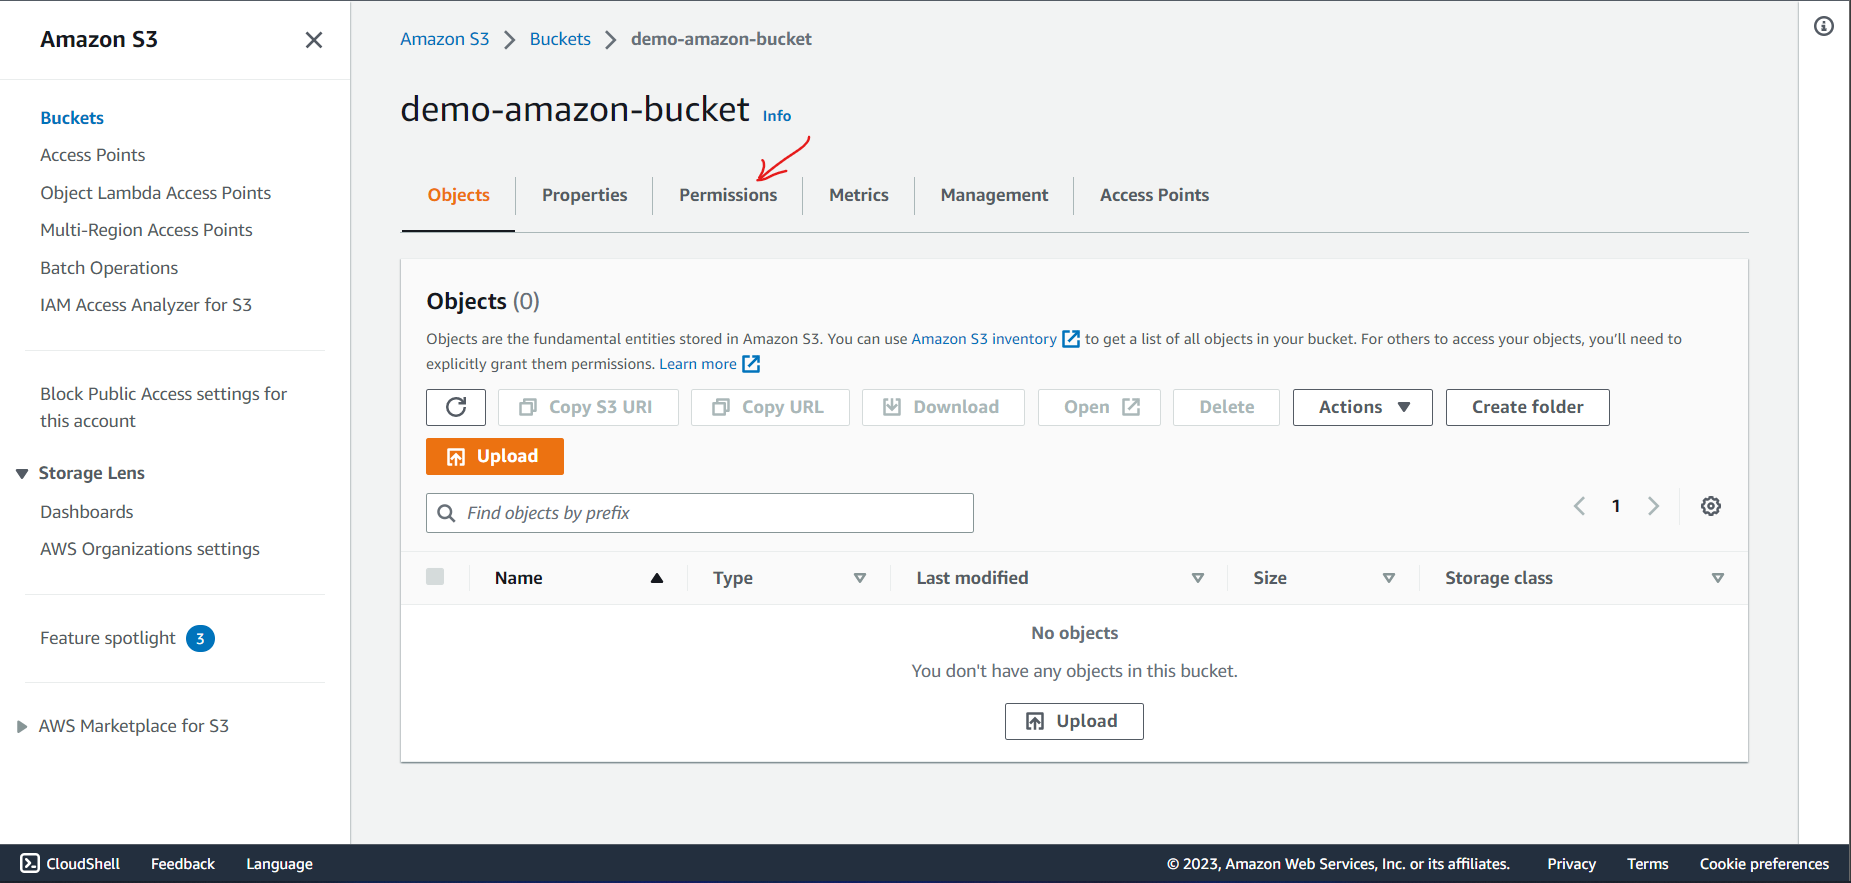 Amazon S3
Buckets
Access Points
Object Lambda Access Points
Multi-Region Access Points
Batch Operations
IAM Access Analyzer for S3
Block Public Access settings for
this account
Storage Lens
Dashboards
AWS Organizations settings
Feature spotlight 3
AWS Marketplace for S3
Amazon S3 Buckets demo-amazon-bucket
demo-amazon-bucket Info
Objects Properties Permissions Metrics Management Access Points
Objects (0)
Objects are the fundamental entities stored in Amazon S3. You can use Amazon S3 inventory to get a list of all objects in your bucket. For others to access your objects, you’ll need to
explicitly grant them permissions. Learn more
Copy S3 URI Copy URL Download Open Delete Actions Create folder
Upload
Find objects by prefix 1
Name Type Last modified Size Storage class
No objects
You don't have any objects in this bucket.
Upload
CloudShell Feedback Language © 2023, Amazon Web Services, Inc. or its affiliates. Privacy Terms Cookie preferences